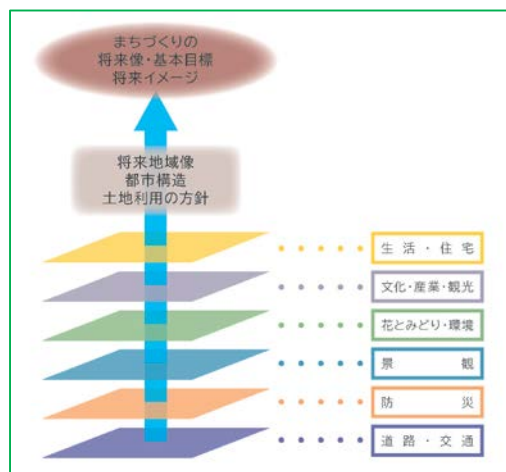 まちづくりの
将来像・基本目標
将来イメージ
将来地域像
都市構造
土地利用の方針
生活・住宅
文化・産業・観光
花とみどり・環境
景観
防災
道路・交通